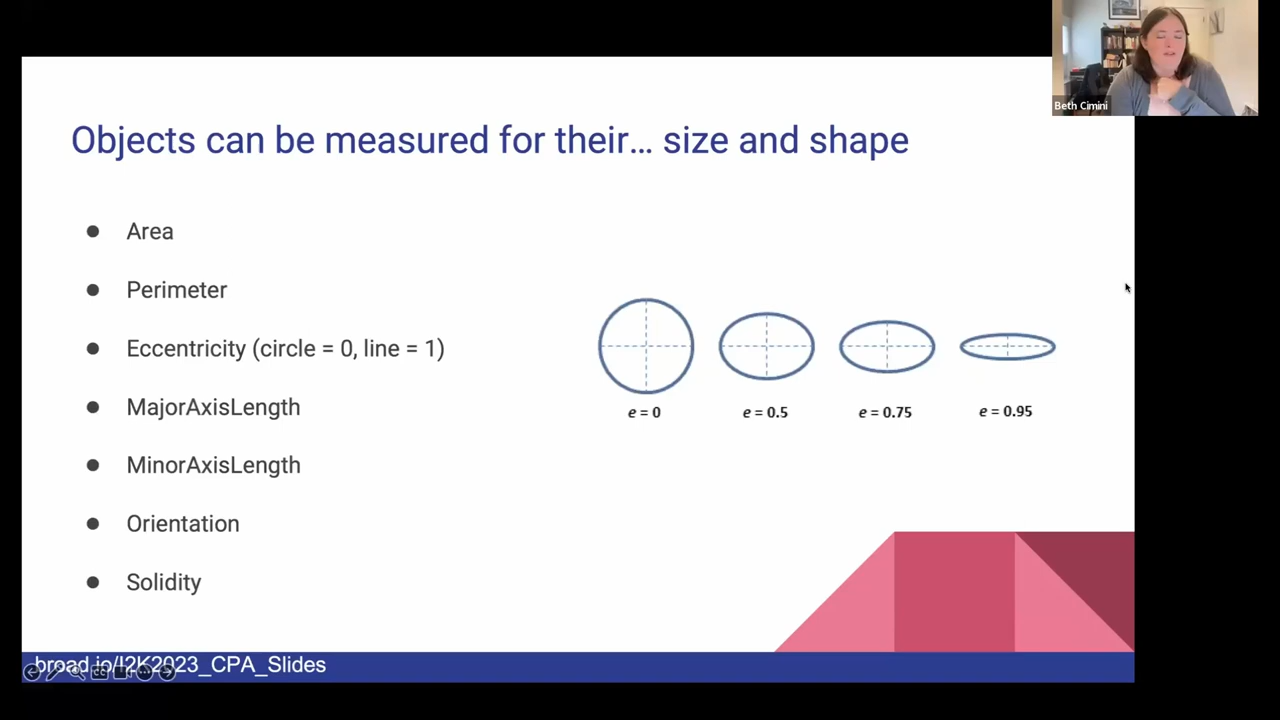 Beth Cimini
Objects can be measured for their... size and shape
● Area
● Perimeter
● Eccentricity (circle = 0, line = 1)
● MajorAxisLength
● MinorAxisLength
● Orientation
● Solidity
e = 0
e = 0.5
e = 0.75
e = 0.95
broad.io/I2K2023_CPA_Slides